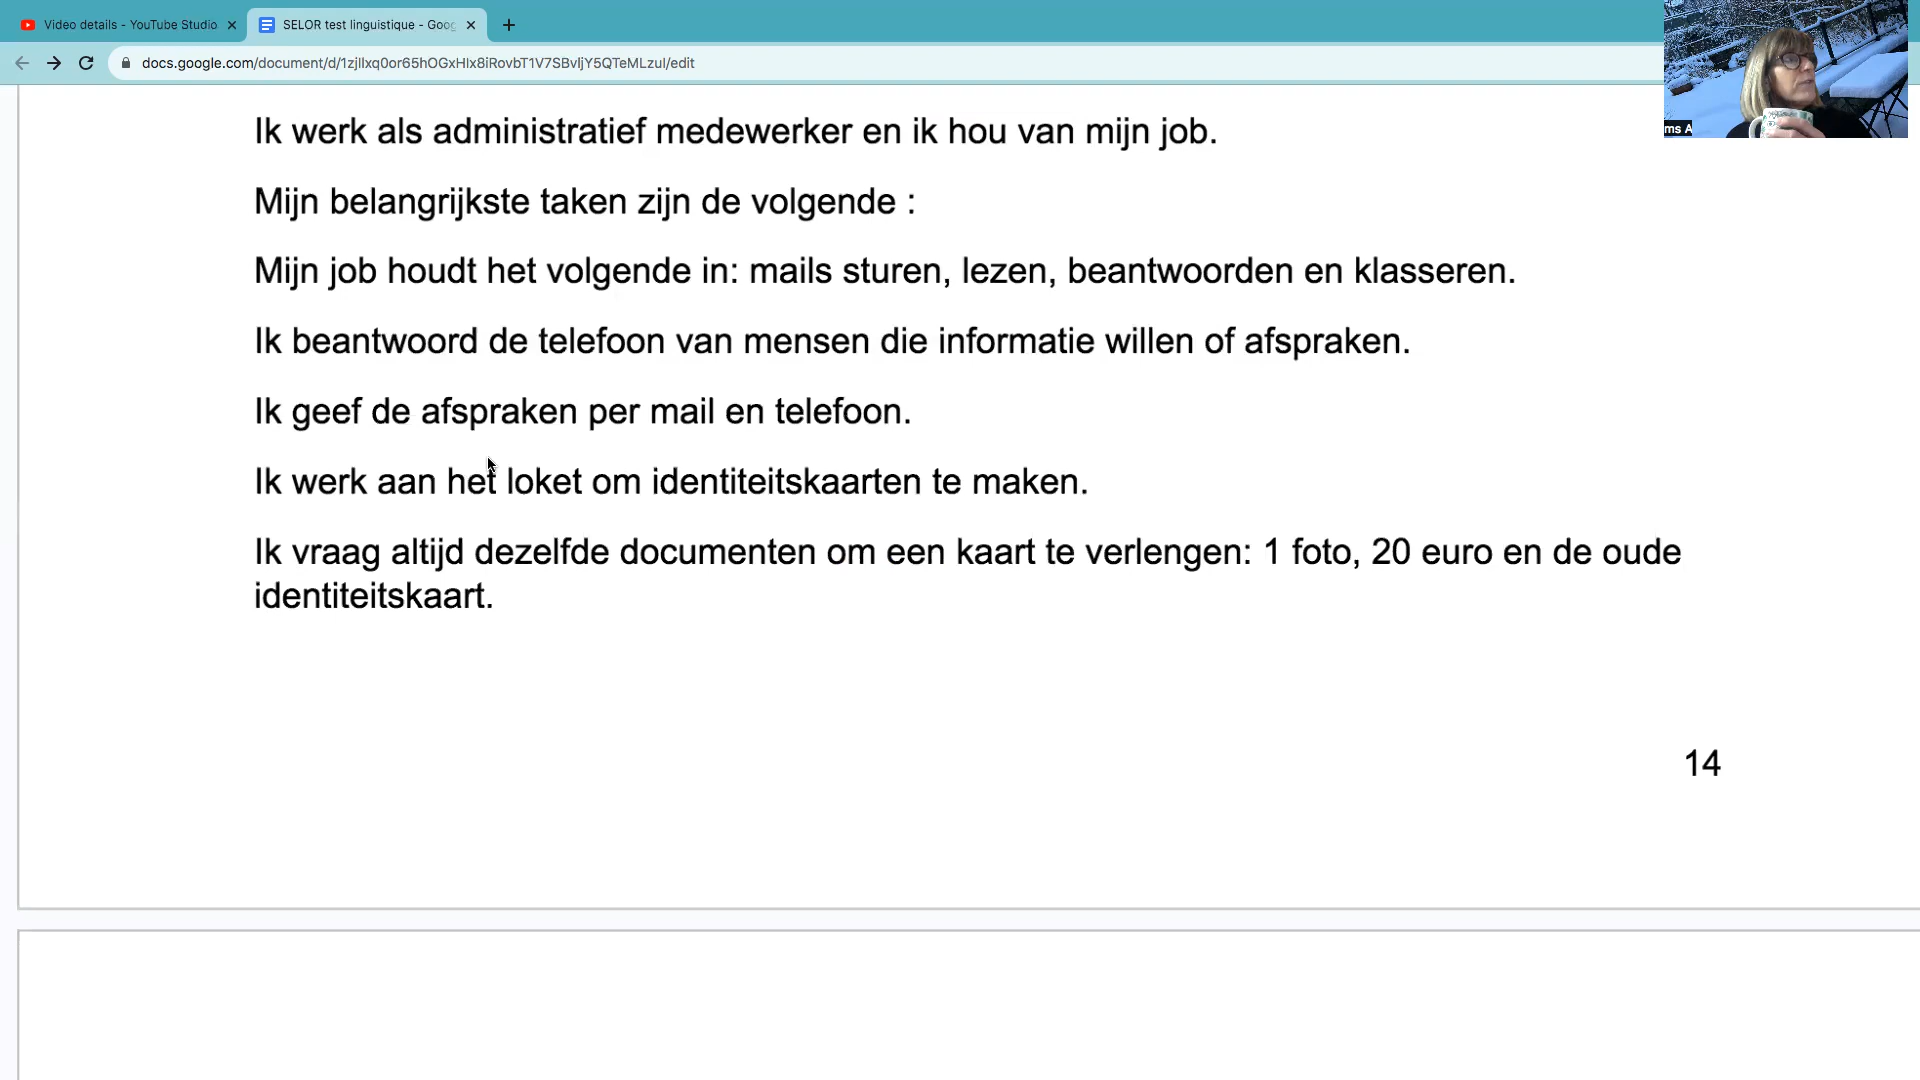 Video details - YouTube Studio
SELOR test linguistique - Goo
docs.google.com/document/d/1zjIlxq0or65hOGxHIx8iRovbT1V7SBvIjY5QTeMLzuI/edit
ms A
Ik werk als administratief medewerker en ik hou van mijn job.
Mijn belangrijkste taken zijn de volgende :
Mijn job houdt het volgende in: mails sturen, lezen, beantwoorden en klasseren.
Ik beantwoord de telefoon van mensen die informatie willen of afspraken.
Ik geef de afspraken per mail en telefoon.
Ik werk aan het loket om identiteitskaarten te maken.
Ik vraag altijd dezelfde documenten om een kaart te verlengen: 1 foto, 20 euro en de oude
identiteitskaart.
14